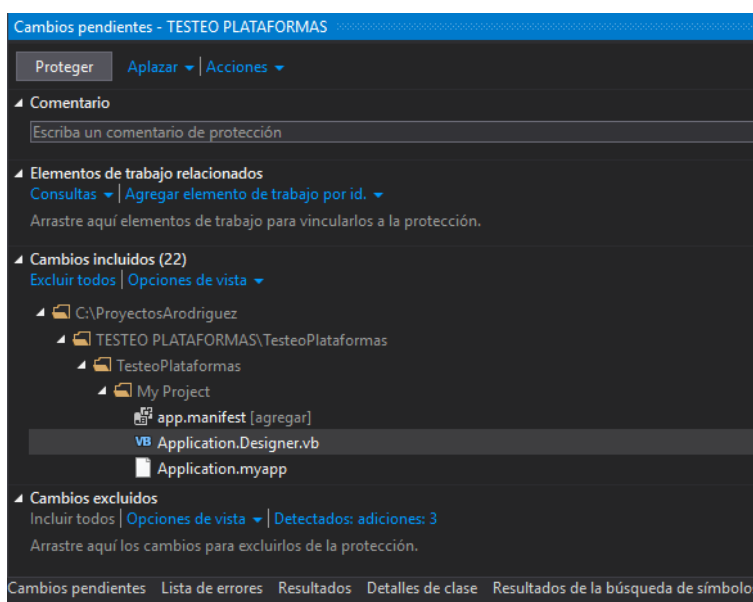 Cambios pendientes - TESTEO PLATAFORMAS
Proteger Aplazar Acciones
Comentario
Escriba un comentario de protección
Elementos de trabajo relacionados
Consultas Agregar elemento de trabajo por id.
Arrastre aquí elementos de trabajo para vincularlos a la protección.
Cambios incluidos (22)
Excluir todos Opciones de vista
C:\ProyectosArodriguez
TESTEO PLATAFORMAS\TesteoPlataformas
TesteoPlataformas
My Project
app.manifest [agregar]
VB Application.Designer.vb
Application.myapp
Cambios excluidos
Incluir todos Opciones de vista Detectados: adiciones: 3
Arrastre aquí los cambios para excluirlos de la protección.
Cambios pendientes Lista de errores Resultados Detalles de clase Resultados de la búsqueda de símbolo